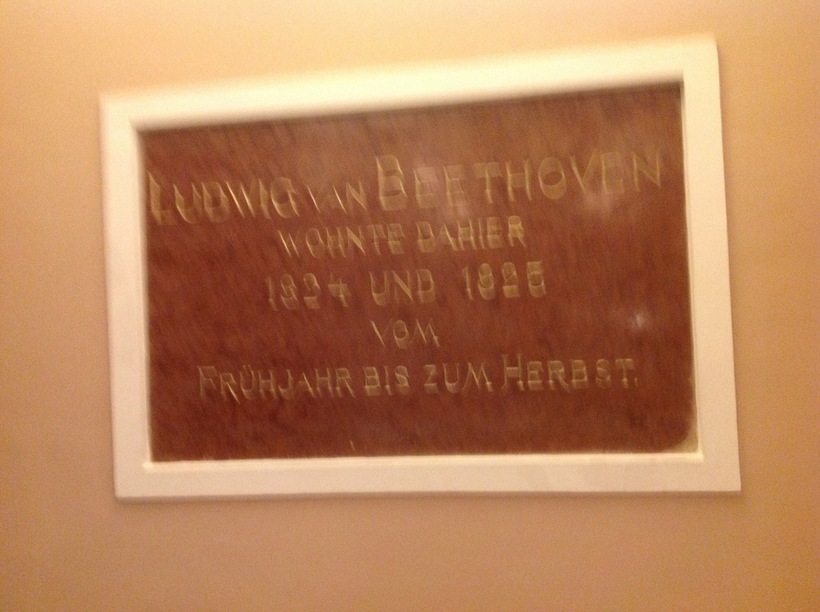 LUDWIG VAN BEETHOVEN
WOHNTE DAHIER
1824 UND 1825
VOM
FRÜHJAHR BIS ZUM HERBST.